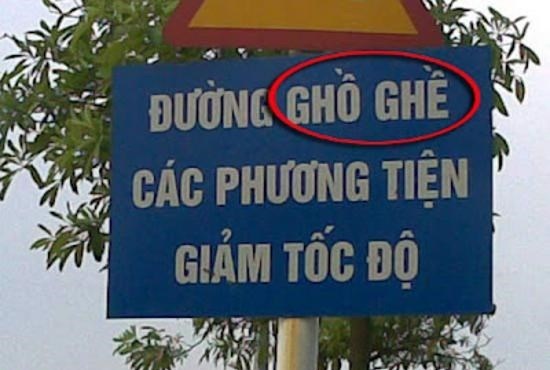 ĐƯỜNG GHỒ GHỀ
CÁC PHƯƠNG TIỆN
GIẢM TỐC ĐỘ